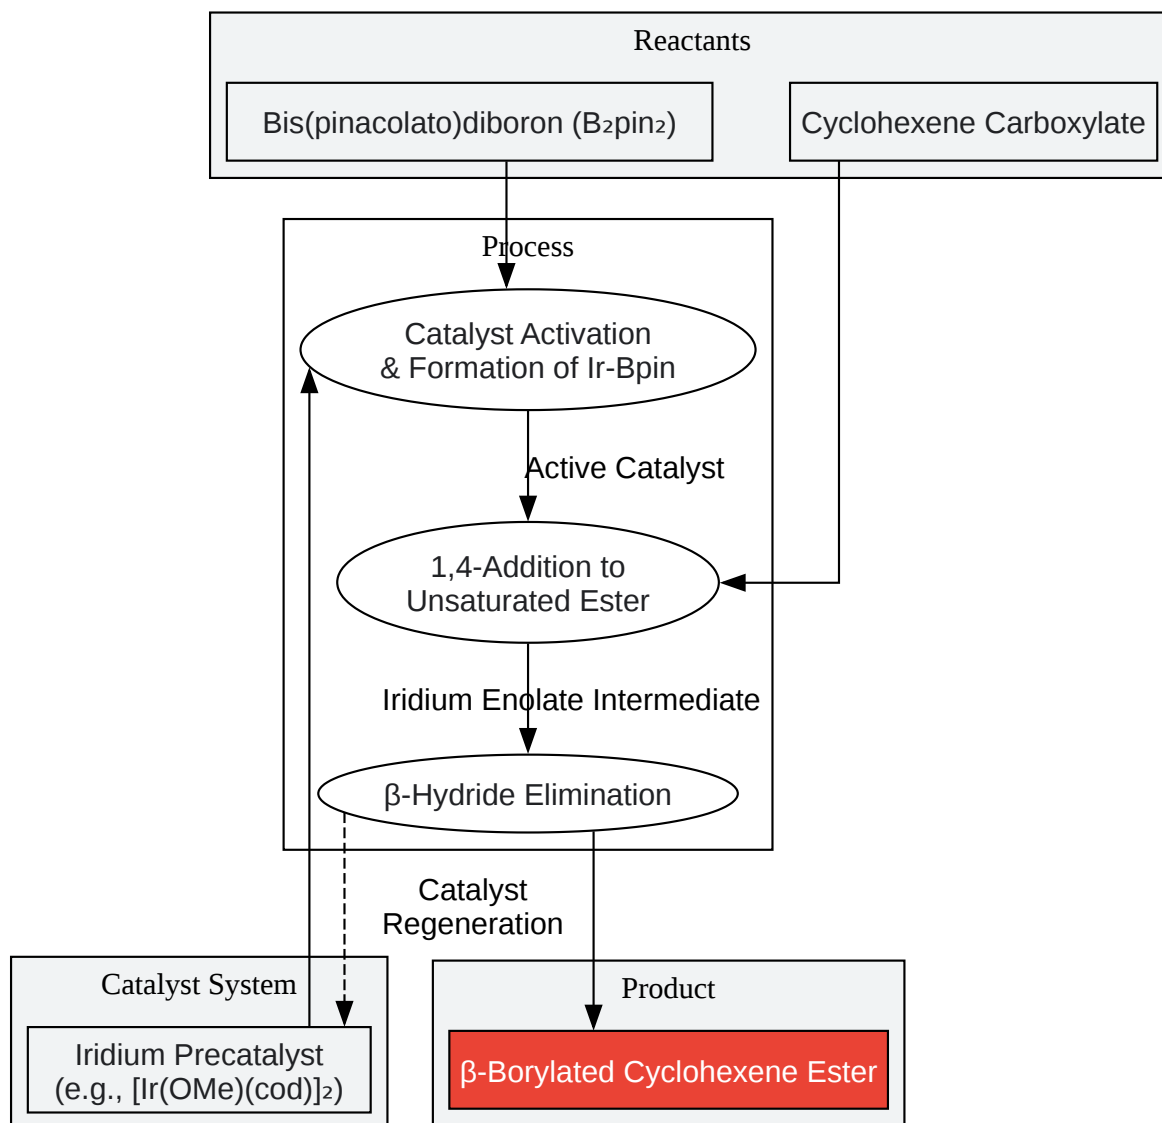 Reactants
Bis(pinacolato)diboron (B₂pin₂)
Cyclohexene Carboxylate
Process
Catalyst Activation
& Formation of Ir-Bpin
Active Catalyst
1,4-Addition to
Unsaturated Ester
Iridium Enolate Intermediate
β-Hydride Elimination
Catalyst
Regeneration
Catalyst System
Iridium Precatalyst
(e.g., [Ir(OMe)(cod)]₂)
Product
β-Borylated Cyclohexene Ester